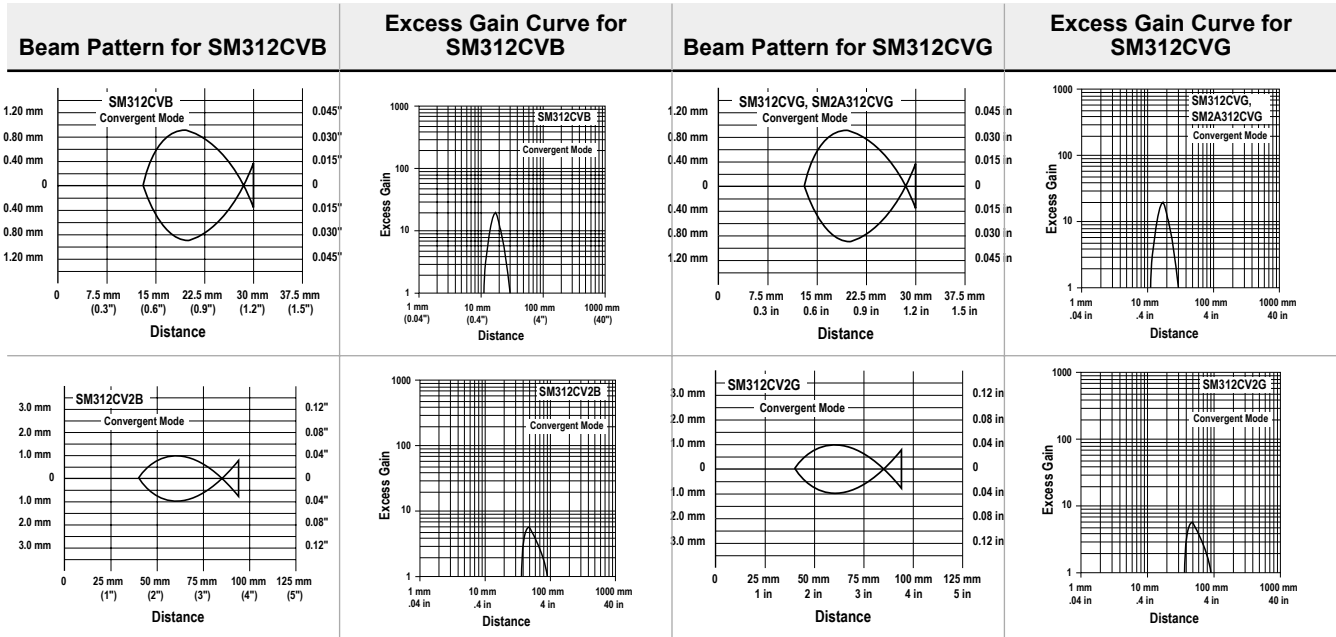 Beam Pattern for SM312CVB
Excess Gain Curve for
SM312CVB
Beam Pattern for SM312CVG
Excess Gain Curve for
SM312CVG
SM312CVB
Convergent Mode
1.20 mm
0.80 mm
0.40 mm
0
0.40 mm
0.80 mm
1.20 mm
0.045"
0.030"
0.015"
0
0.015"
0.030"
0.045"
0 7.5 mm 15 mm 22.5 mm 30 mm 37.5 mm
(0.3") (0.6") (0.9") (1.2") (1.5")
Distance
SM312CVB
Convergent Mode
Excess Gain
1000
100
10
1
1 mm 10 mm 100 mm 1000 mm
(0.04") (0.4") (4") (40")
Distance
SM312CVG, SM2A312CVG
Convergent Mode
1.20 mm
0.80 mm
0.40 mm
0
0.40 mm
0.80 mm
1.20 mm
0.045 in
0.030 in
0.015 in
0
0.015 in
0.030 in
0.045 in
0 7.5 mm 15 mm 22.5 mm 30 mm 37.5 mm
0.3 in 0.6 in 0.9 in 1.2 in 1.5 in
Distance
SM312CVG,
SM2A312CVG
Convergent Mode
Excess Gain
1000
100
10
1
1 mm 10 mm 100 mm 1000 mm
.04 in .4 in 4 in 40 in
Distance
SM312CV2B
Convergent Mode
3.0 mm
2.0 mm
1.0 mm
0
1.0 mm
2.0 mm
3.0 mm
0.12"
0.08"
0.04"
0
0.04"
0.08"
0.12"
0 25 mm 50 mm 75 mm 100 mm 125 mm
(1") (2") (3") (4") (5")
Distance
SM312CV2B
Convergent Mode
Excess Gain
1000
100
10
1
1 mm 10 mm 100 mm 1000 mm
.04 in .4 in 4 in 40 in
Distance
SM312CV2G
Convergent Mode
3.0 mm
2.0 mm
1.0 mm
0
1.0 mm
2.0 mm
3.0 mm
0.12 in
0.08 in
0.04 in
0
0.04 in
0.08 in
0.12 in
0 25 mm 50 mm 75 mm 100 mm 125 mm
1 in 2 in 3 in 4 in 5 in
Distance
SM312CV2G
Convergent Mode
Excess Gain
1000
100
10
1
1 mm 10 mm 100 mm 1000 mm
.04 in .4 in 4 in 40 in
Distance